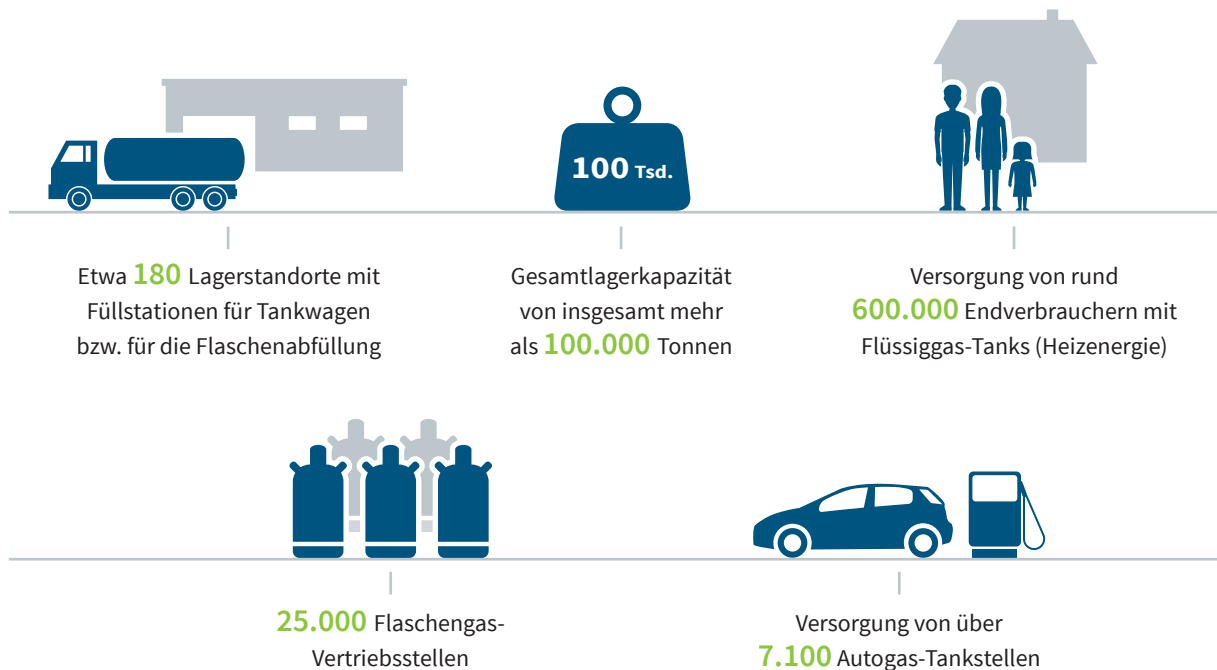 100 Tsd.
Etwa 180 Lagerstandorte mit
Füllstationen für Tankwagen
bzw. für die Flaschenabfüllung
Gesamtlagerkapazität
von insgesamt mehr
als 100.000 Tonnen
Versorgung von rund
600.000 Endverbrauchern mit
Flüssiggas-Tanks (Heizenergie)
25.000 Flaschengas-
Vertriebsstellen
Versorgung von über
7.100 Autogas-Tankstellen